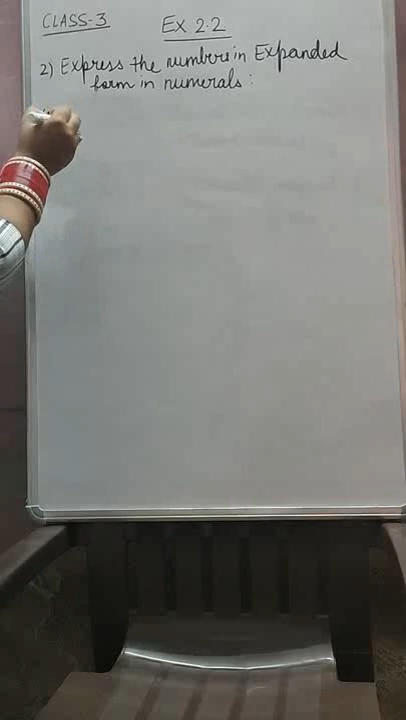 CLASS-3
Ex 2.2
2) Express the numbers in Expanded
form in numerals: